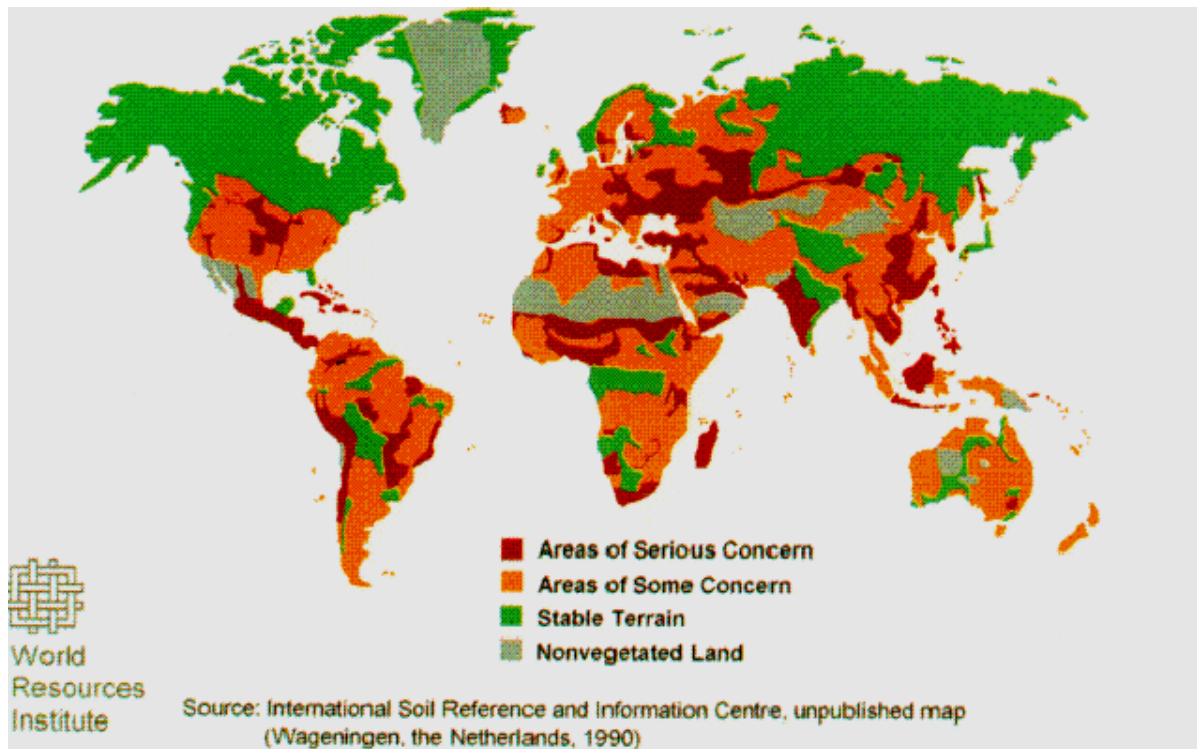 Areas of Serious Concern
Areas of Some Concern
Stable Terrain
Nonvegetated Land
World
Resources
Institute
Source: International Soil Reference and Information Centre, unpublished map
(Wageningen, the Netherlands, 1990)